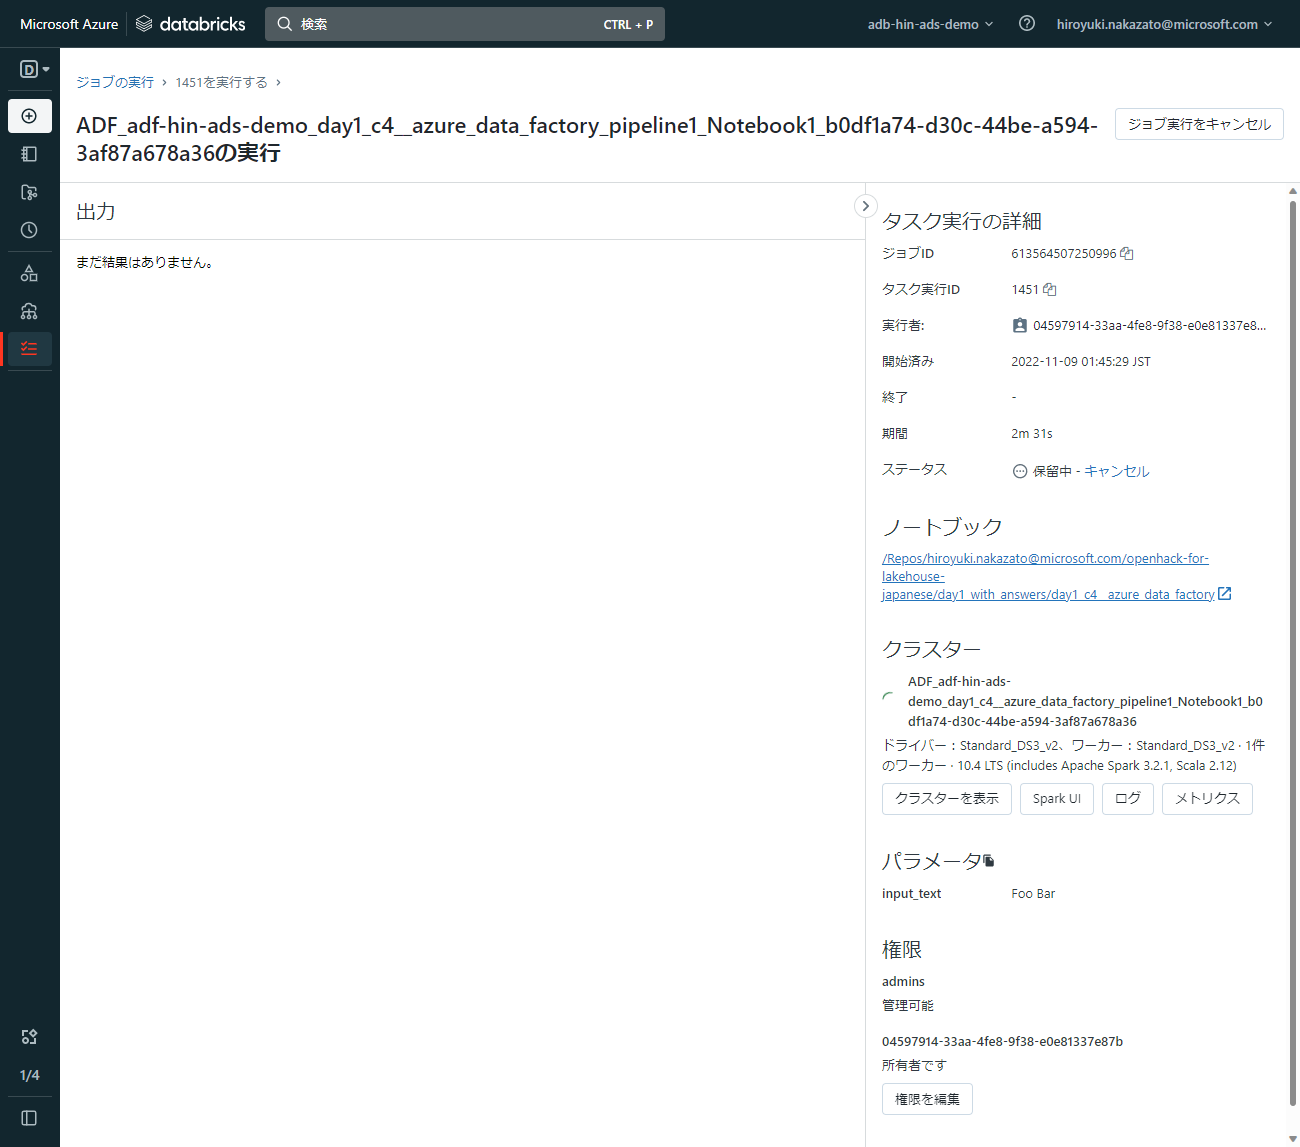 Microsoft Azure databricks 検索 CTRL + P adb-hin-ads-demo hiroyuki.nakazato@microsoft.com
D
ジョブの実行 › 1451を実行する ›
ADF_adf-hin-ads-demo_day1_c4__azure_data_factory_pipeline1_Notebook1_b0df1a74-d30c-44be-a594-
3af87a678a36の実行
ジョブ実行をキャンセル
出力
まだ結果はありません。
タスク実行の詳細
ジョブID 613564507250996
タスク実行ID 1451
実行者: 04597914-33aa-4fe8-9f38-e0e81337e8...
開始済み 2022-11-09 01:45:29 JST
終了 -
期間 2m 31s
ステータス 保留中 - キャンセル
ノートブック
/Repos/hiroyuki.nakazato@microsoft.com/openhack-for-
lakehouse-
japanese/day1_with_answers/day1_c4__azure_data_factory
クラスター
ADF_adf-hin-ads-
demo_day1_c4__azure_data_factory_pipeline1_Notebook1_b0
df1a74-d30c-44be-a594-3af87a678a36
ドライバー：Standard_DS3_v2、ワーカー：Standard_DS3_v2 · 1件
のワーカー · 10.4 LTS (includes Apache Spark 3.2.1, Scala 2.12)
クラスターを表示 Spark UI ログ メトリクス
パラメータ
input_text Foo Bar
権限
admins
管理可能
04597914-33aa-4fe8-9f38-e0e81337e87b
所有者です
権限を編集
1/4